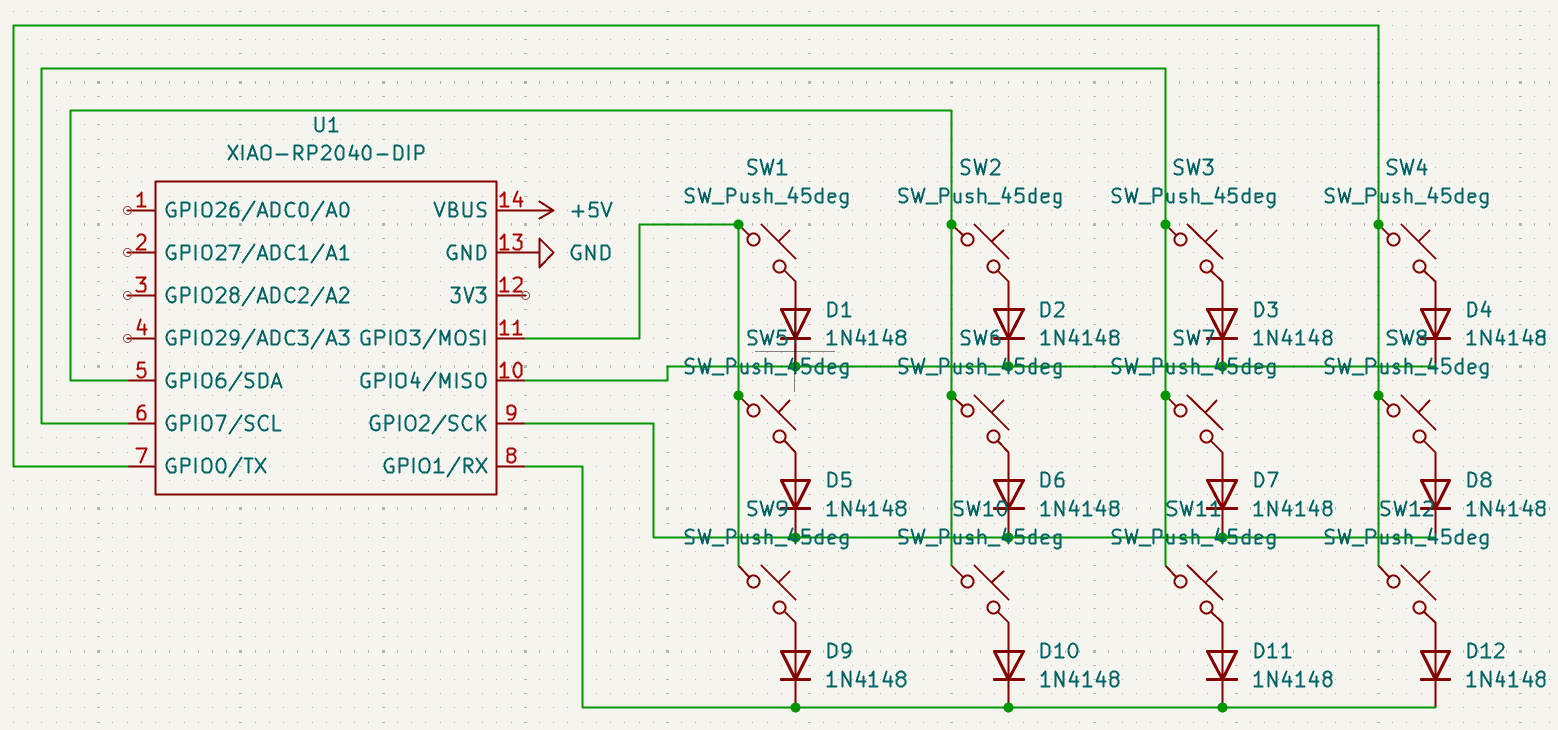 U1
XIAO-RP2040-DIP
1 GPIO26/ADC0/A0
2 GPIO27/ADC1/A1
3 GPIO28/ADC2/A2
4 GPIO29/ADC3/A3
5 GPIO6/SDA
6 GPIO7/SCL
7 GPIO0/TX
VBUS 14 +5V
GND 13 GND
3V3 12
GPIO3/MOSI 11
GPIO4/MISO 10
GPIO2/SCK 9
GPIO1/RX 8
SW1 SW2 SW3 SW4
SW_Push_45deg SW_Push_45deg SW_Push_45deg SW_Push_45deg
D1 D2 D3 D4
1N4148 1N4148 1N4148 1N4148
SW5 SW6 SW7 SW8
SW_Push_45deg SW_Push_45deg SW_Push_45deg SW_Push_45deg
D5 D6 D7 D8
1N4148 1N4148 1N4148 1N4148
SW9 SW10 SW11 SW12
SW_Push_45deg SW_Push_45deg SW_Push_45deg SW_Push_45deg
D9 D10 D11 D12
1N4148 1N4148 1N4148 1N4148